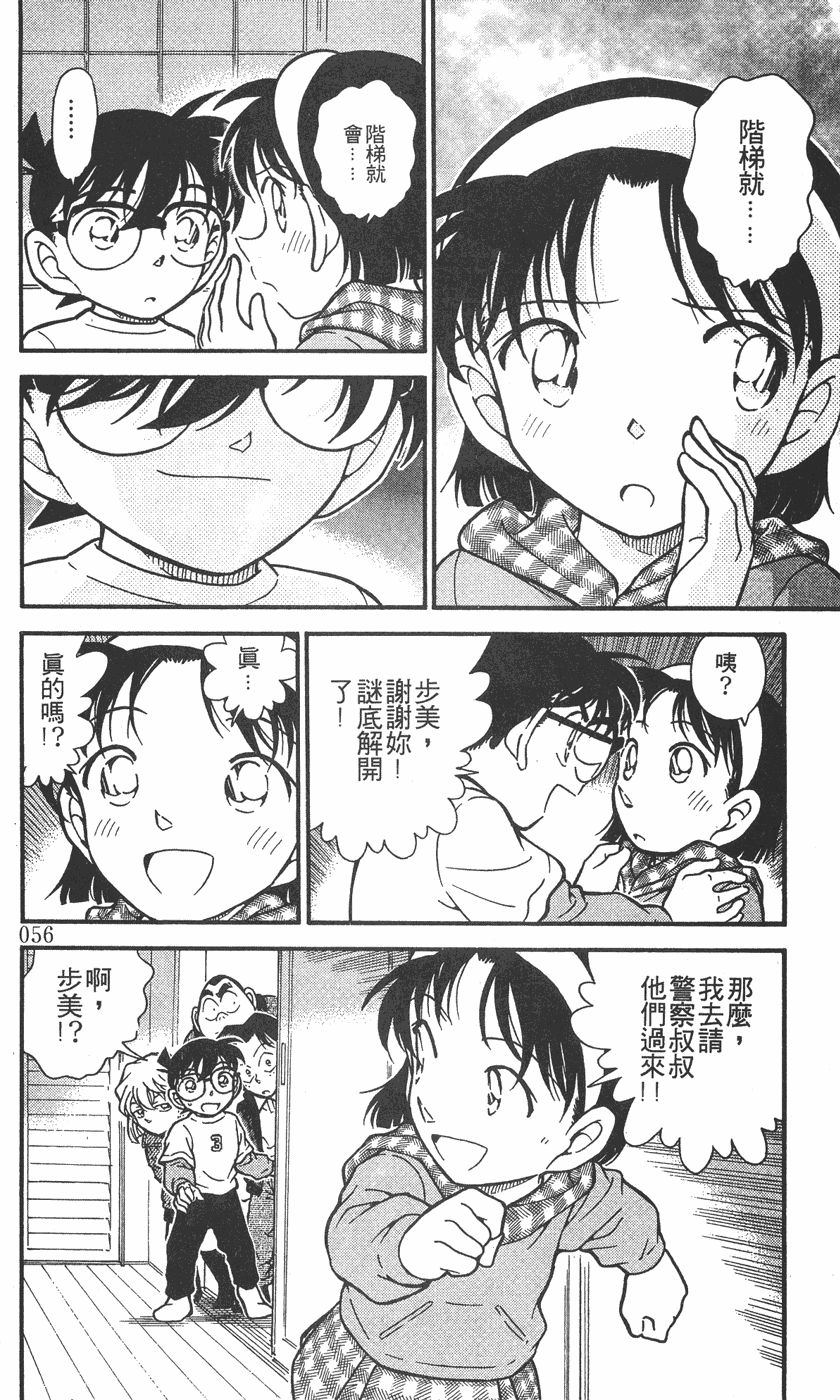 階梯就
……
階梯就
會……
……
咦？
步美，
謝謝妳！
謎底解開
了！
眞…
眞的嗎!?
那麼，
我去請
警察叔叔
他們過來!!
啊，
步美!?
3
056